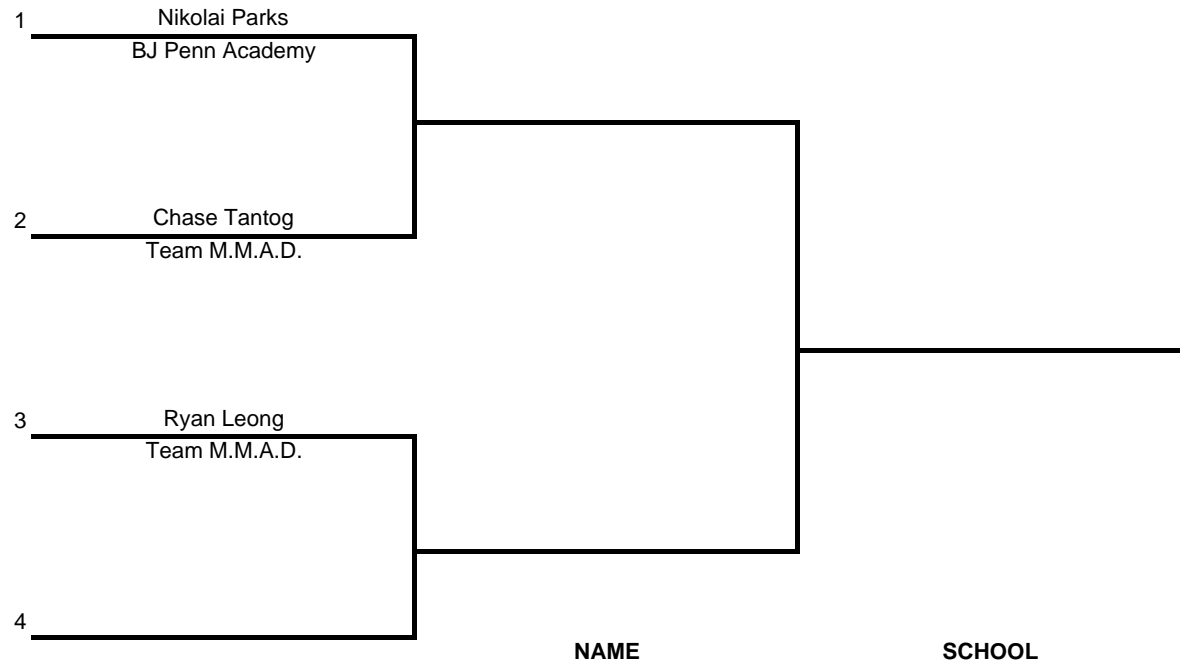 1
Nikolai Parks
BJ Penn Academy
2
Chase Tantog
Team M.M.A.D.
3
Ryan Leong
Team M.M.A.D.
4
NAME SCHOOL